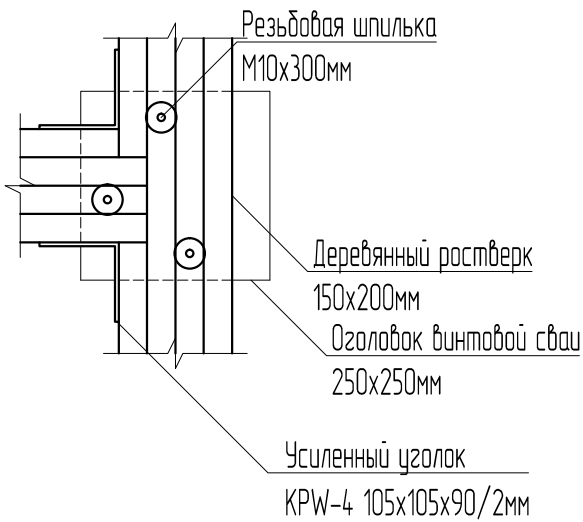 Резьбовая шпилька
М10х300мм
Деревянный ростверк
150х200мм
Оголовок винтовой сваи
250х250мм
Усиленный уголок
KPW-4 105х105х90/2мм